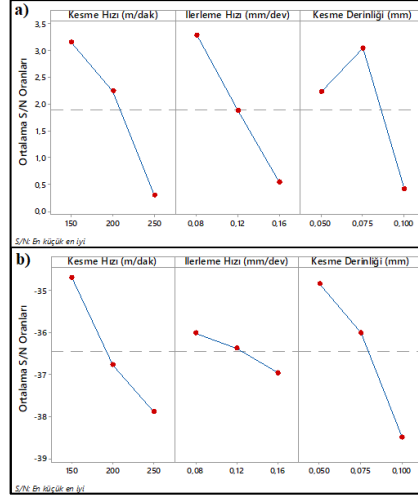 a)
Kesme Hızı (m/dak) İlerleme Hızı (mm/dev) Kesme Derinliği (mm)
Ortalama S/N Oranları
3.5
3.0
2.5
2.0
1.5
1.0
0.5
0.0
150 200 250 0,08 0,12 0,16 0,050 0,075 0,100
S/N: En küçük en iyi
b)
Kesme Hızı (m/dak) İlerleme Hızı (mm/dev) Kesme Derinliği (mm)
Ortalama S/N Oranları
-35
-36
-37
-38
-39
150 200 250 0,08 0,12 0,16 0,050 0,075 0,100
S/N: En küçük en iyi